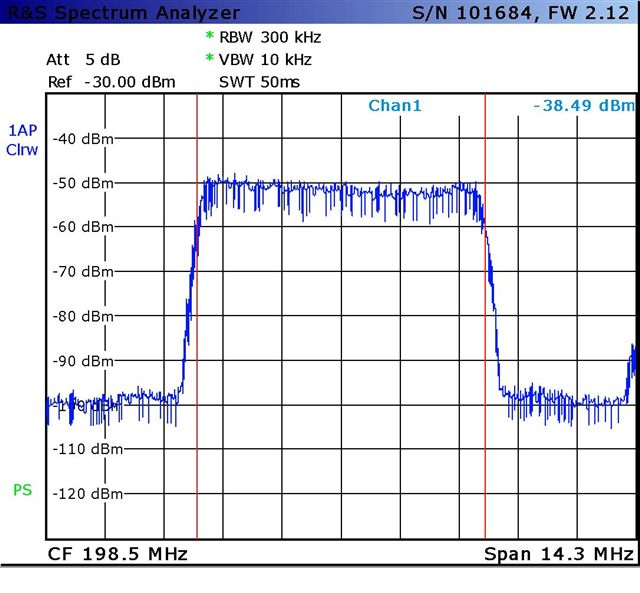 R&S Spectrum Analyzer S/N 101684, FW 2.12
* RBW 300 kHz
Att 5 dB * VBW 10 kHz
Ref -30.00 dBm SWT 50ms
Chan1 -38.49 dBm
1AP
Clrw
-40 dBm
-50 dBm
-60 dBm
-70 dBm
-80 dBm
-90 dBm
-100 dBm
-110 dBm
PS
-120 dBm
CF 198.5 MHz Span 14.3 MHz